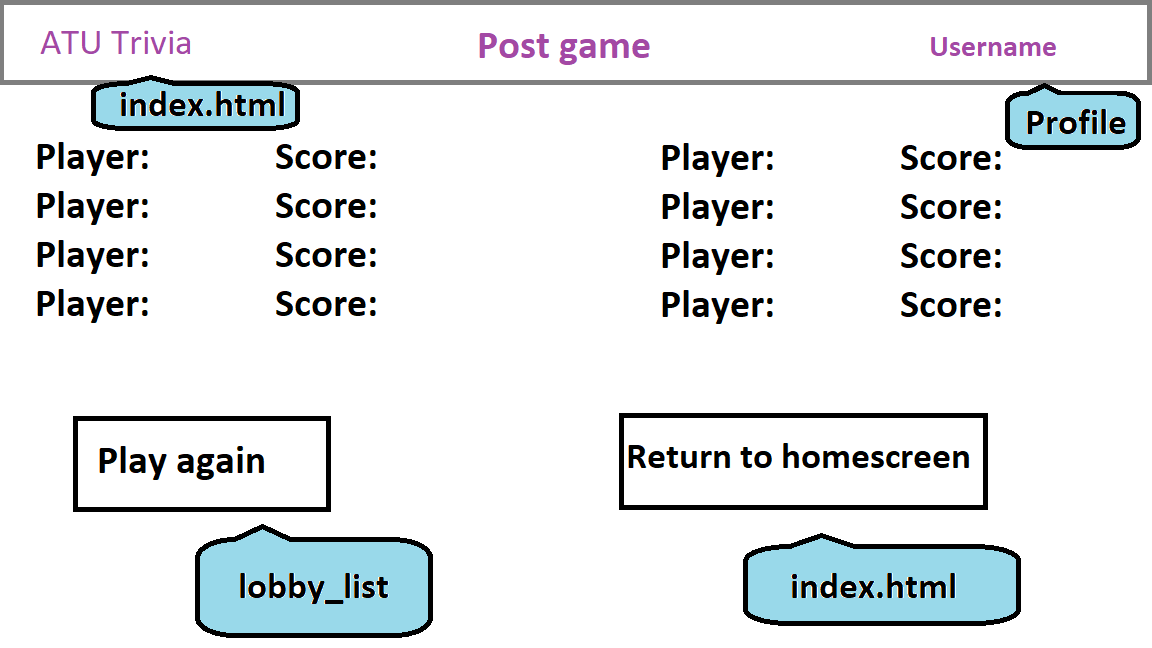 ATU Trivia Post game Username
index.html
Profile
Player: Score: Player: Score:
Player: Score: Player: Score:
Player: Score: Player: Score:
Player: Score: Player: Score:
Play again Return to homescreen
lobby_list index.html